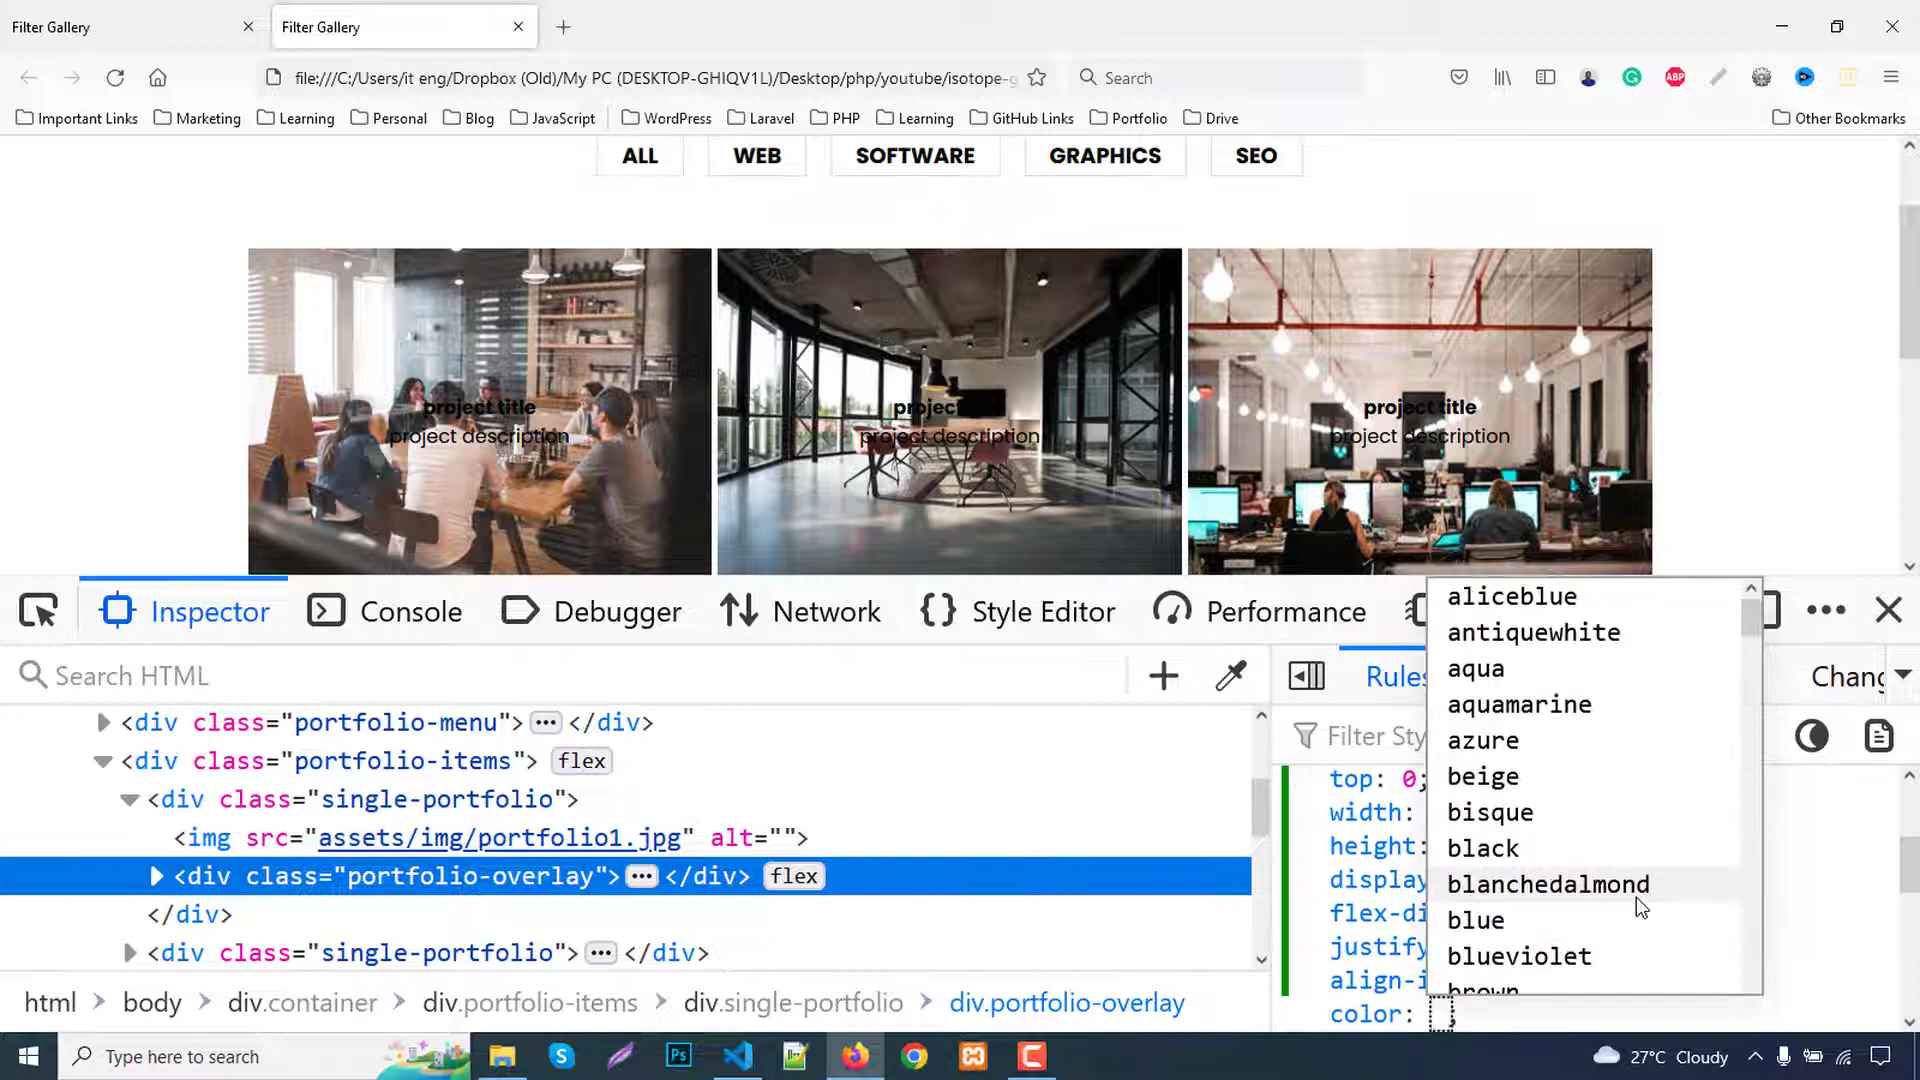 Filter Gallery
Filter Gallery
file:///C:/Users/it eng/Dropbox (Old)/My PC (DESKTOP-GHIQV1L)/Desktop/php/youtube/isotope-g
Search
Important Links
Marketing
Learning
Personal
Blog
JavaScript
WordPress
Laravel
PHP
Learning
GitHub Links
Portfolio
Drive
Other Bookmarks
ALL
WEB
SOFTWARE
GRAPHICS
SEO
project title
project description
projec
project description
project title
project description
Inspector
Console
Debugger
Network
Style Editor
Performance
Search HTML
Rules
Chang
Filter Sty
<div class="portfolio-menu"> ••• </div>
<div class="portfolio-items"> flex
<div class="single-portfolio">
<img src="assets/img/portfolio1.jpg" alt="">
<div class="portfolio-overlay"> ••• </div> flex
</div>
<div class="single-portfolio"> ••• </div>
top: 0;
width:
height:
display
flex-di
justify
align-i
color: ;
aliceblue
antiquewhite
aqua
aquamarine
azure
beige
bisque
black
blanchedalmond
blue
blueviolet
brown
html > body > div.container > div.portfolio-items > div.single-portfolio > div.portfolio-overlay
Type here to search
Ps
27°C Cloudy
ABP